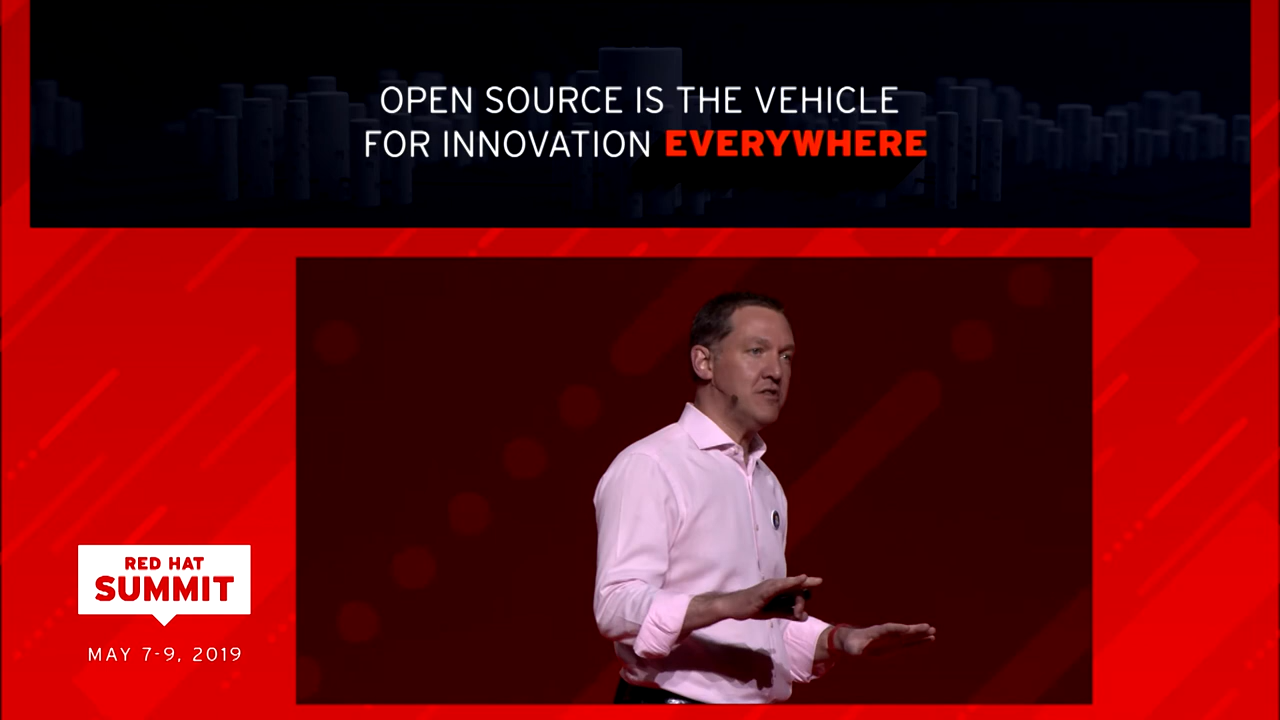 OPEN SOURCE IS THE VEHICLE
FOR INNOVATION EVERYWHERE
RED HAT
SUMMIT
MAY 7-9, 2019